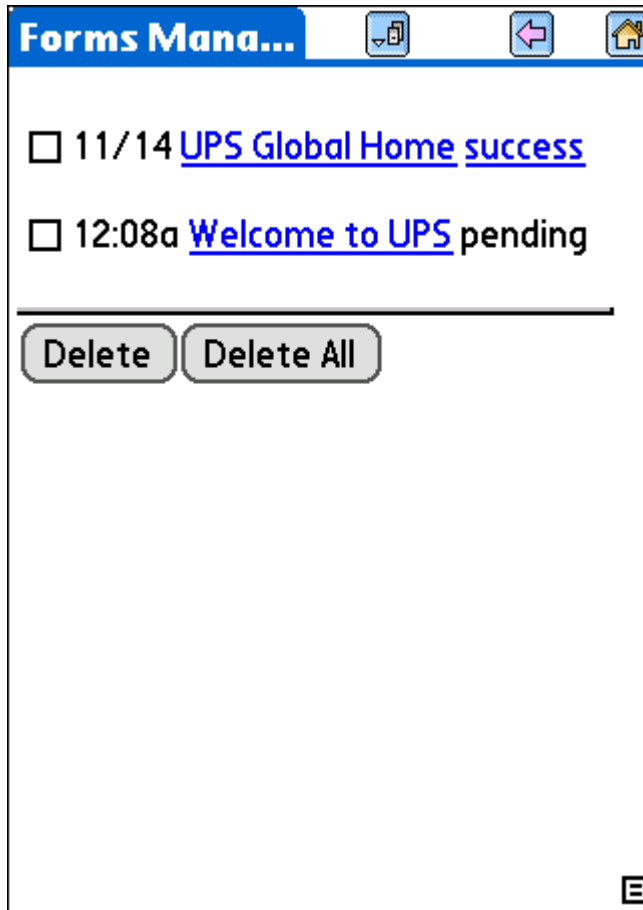 Forms Mana...
11/14 UPS Global Home success
12:08a Welcome to UPS pending
Delete Delete All